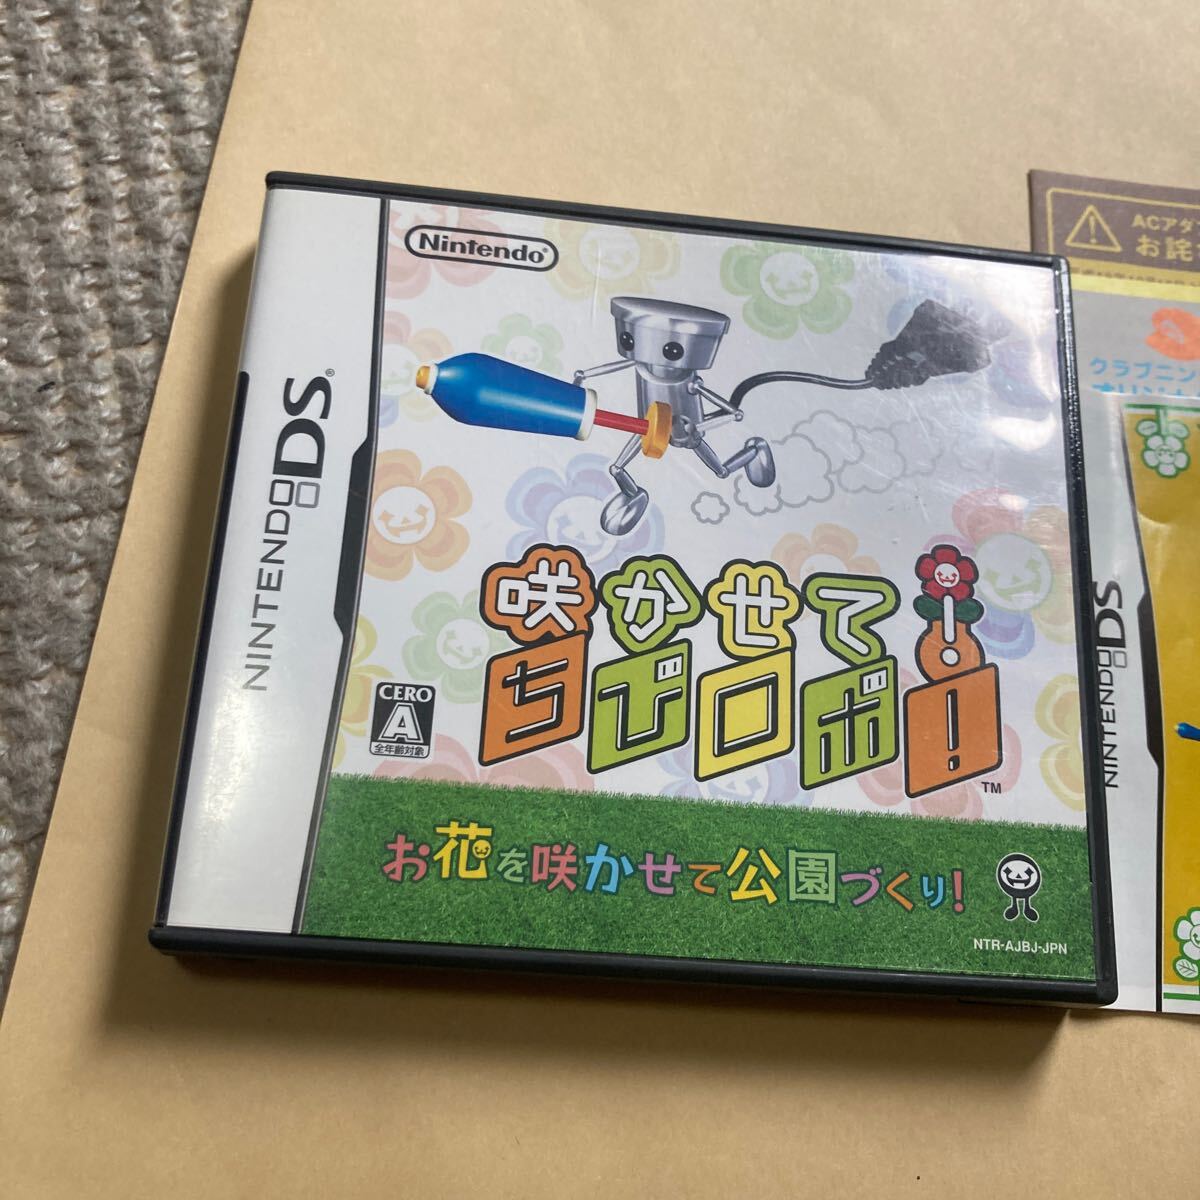 Nintendo®
NINTENDO DS®
咲かせて！
ちびロボ！™
CERO
A
全年齢対象
お花を咲かせて公園づくり！
NTR-AJBJ-JPN
ACアダ
お詫
クラブニン
NINTENDO DS